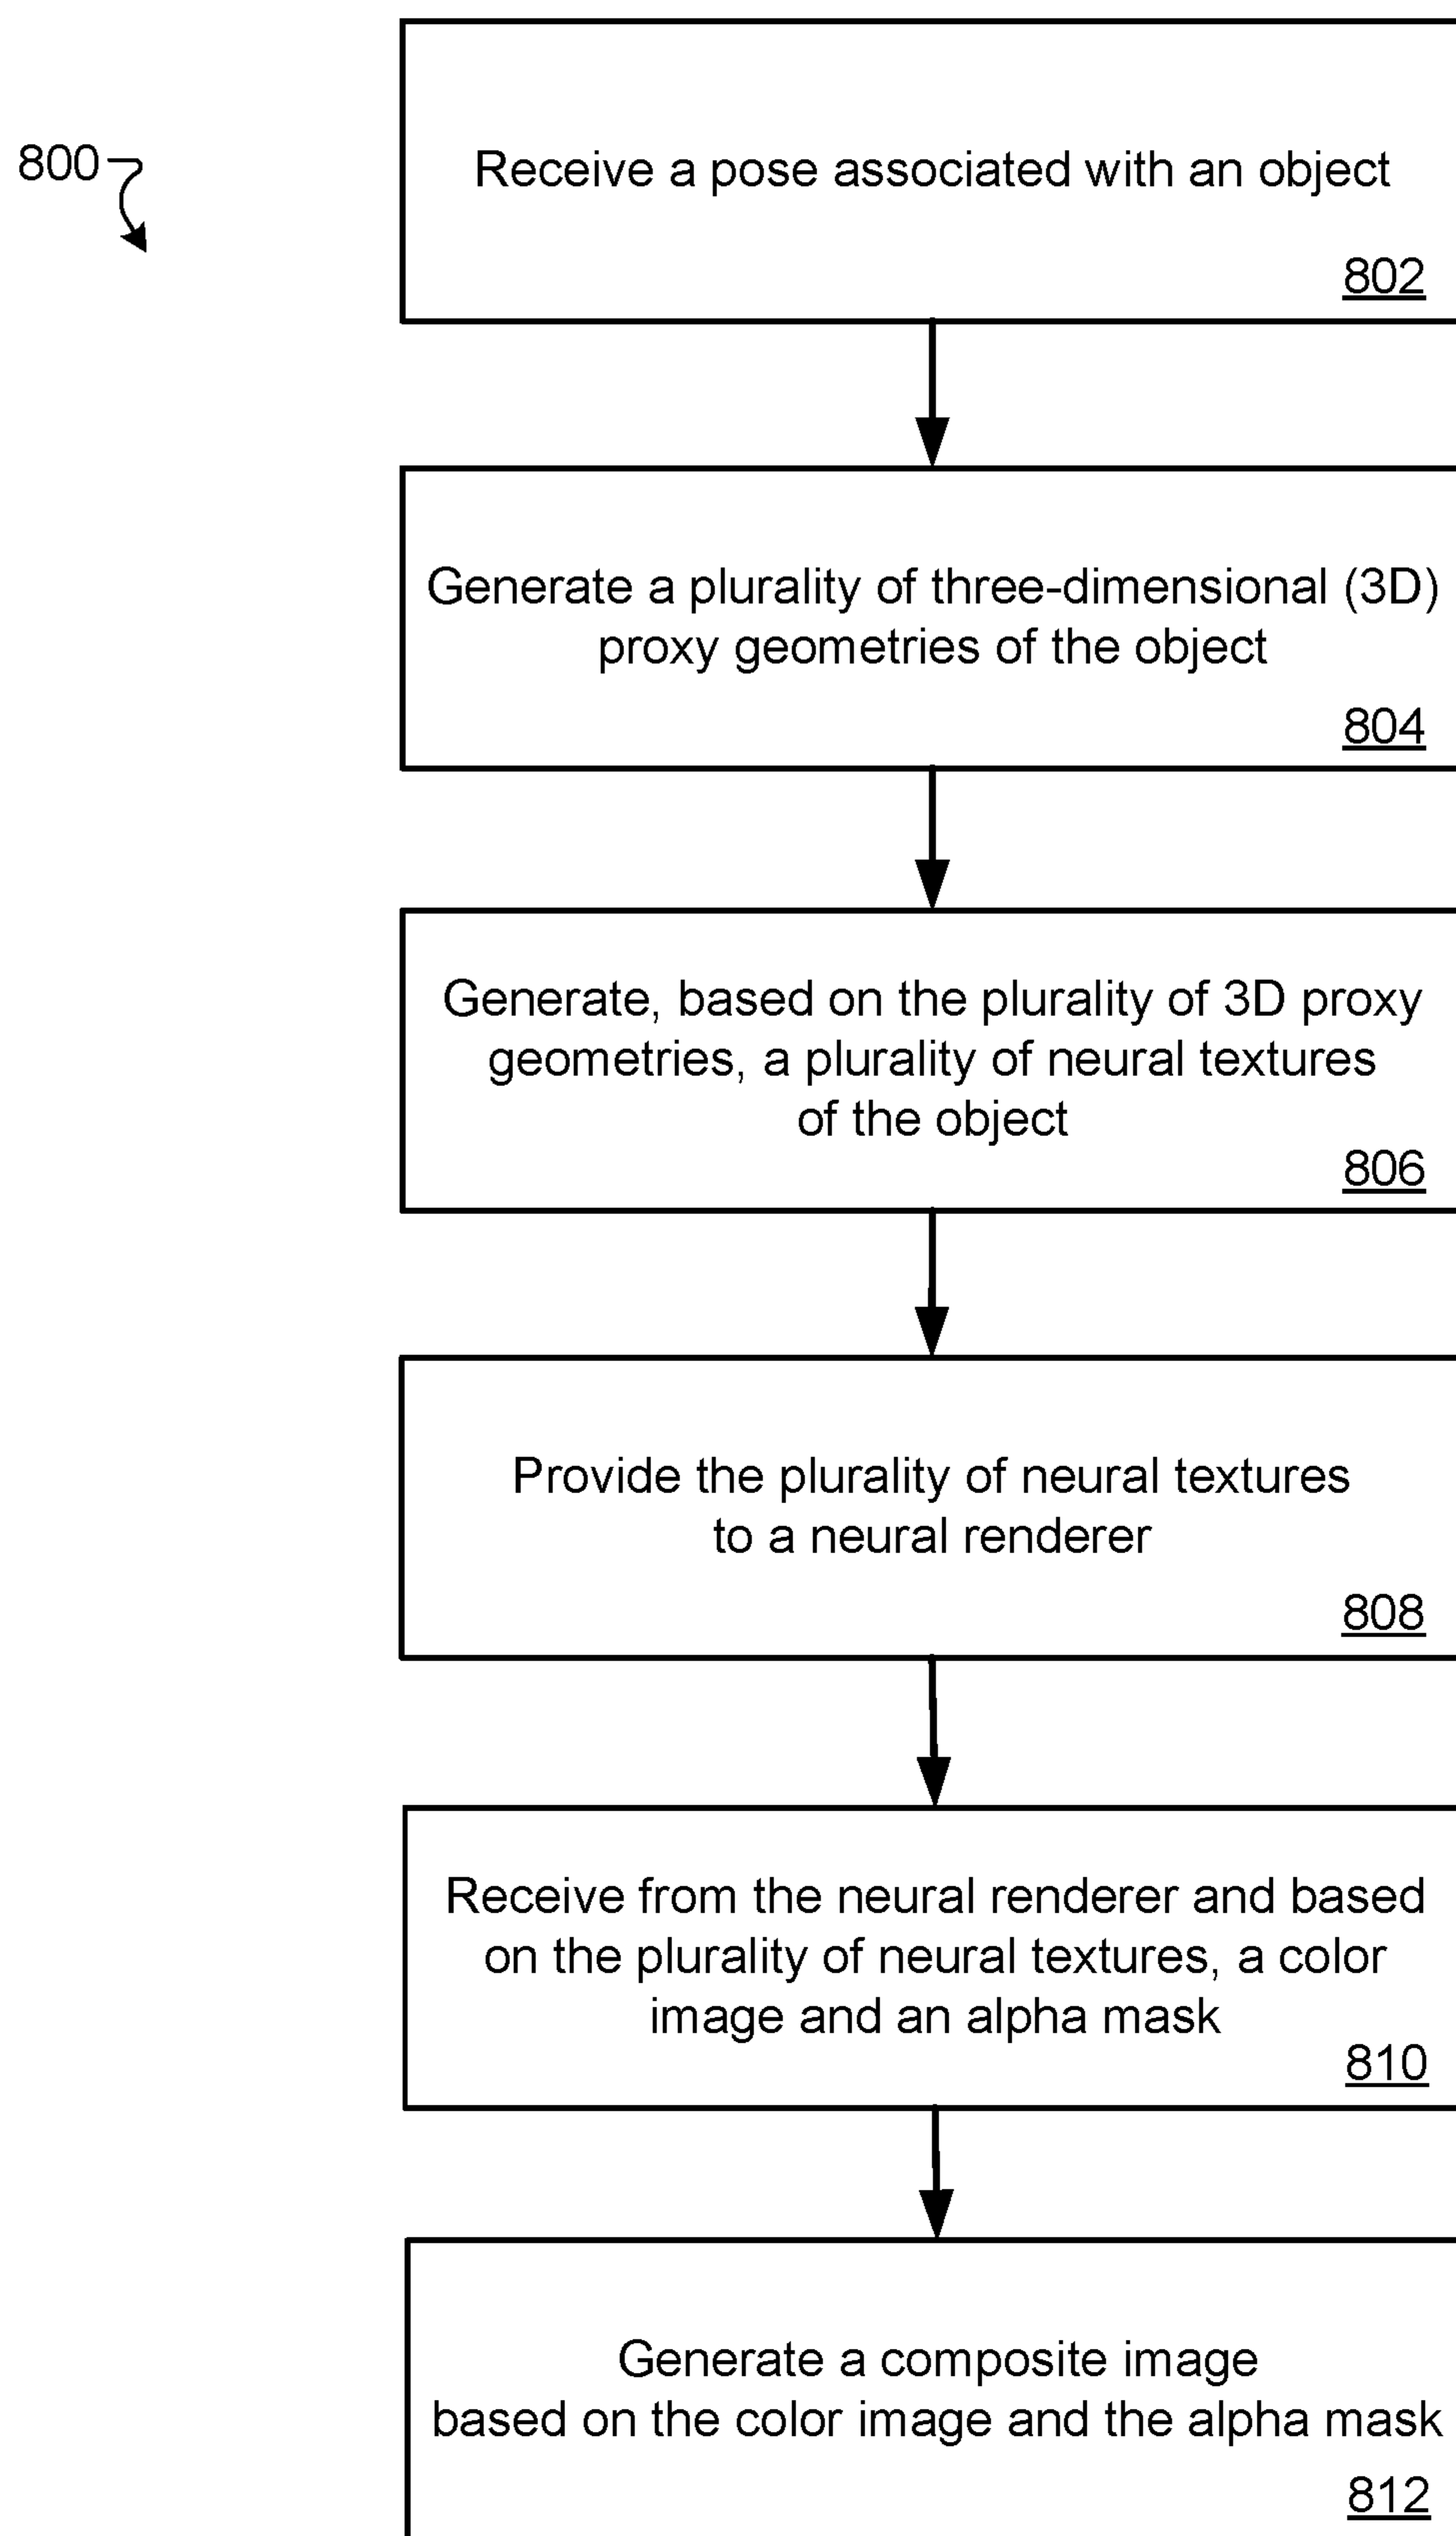 800
Receive a pose associated with an object
802
Generate a plurality of three-dimensional (3D)
proxy geometries of the object
804
Generate, based on the plurality of 3D proxy
geometries, a plurality of neural textures
of the object
806
Provide the plurality of neural textures
to a neural renderer
808
Receive from the neural renderer and based
on the plurality of neural textures, a color
image and an alpha mask
810
Generate a composite image
based on the color image and the alpha mask
812